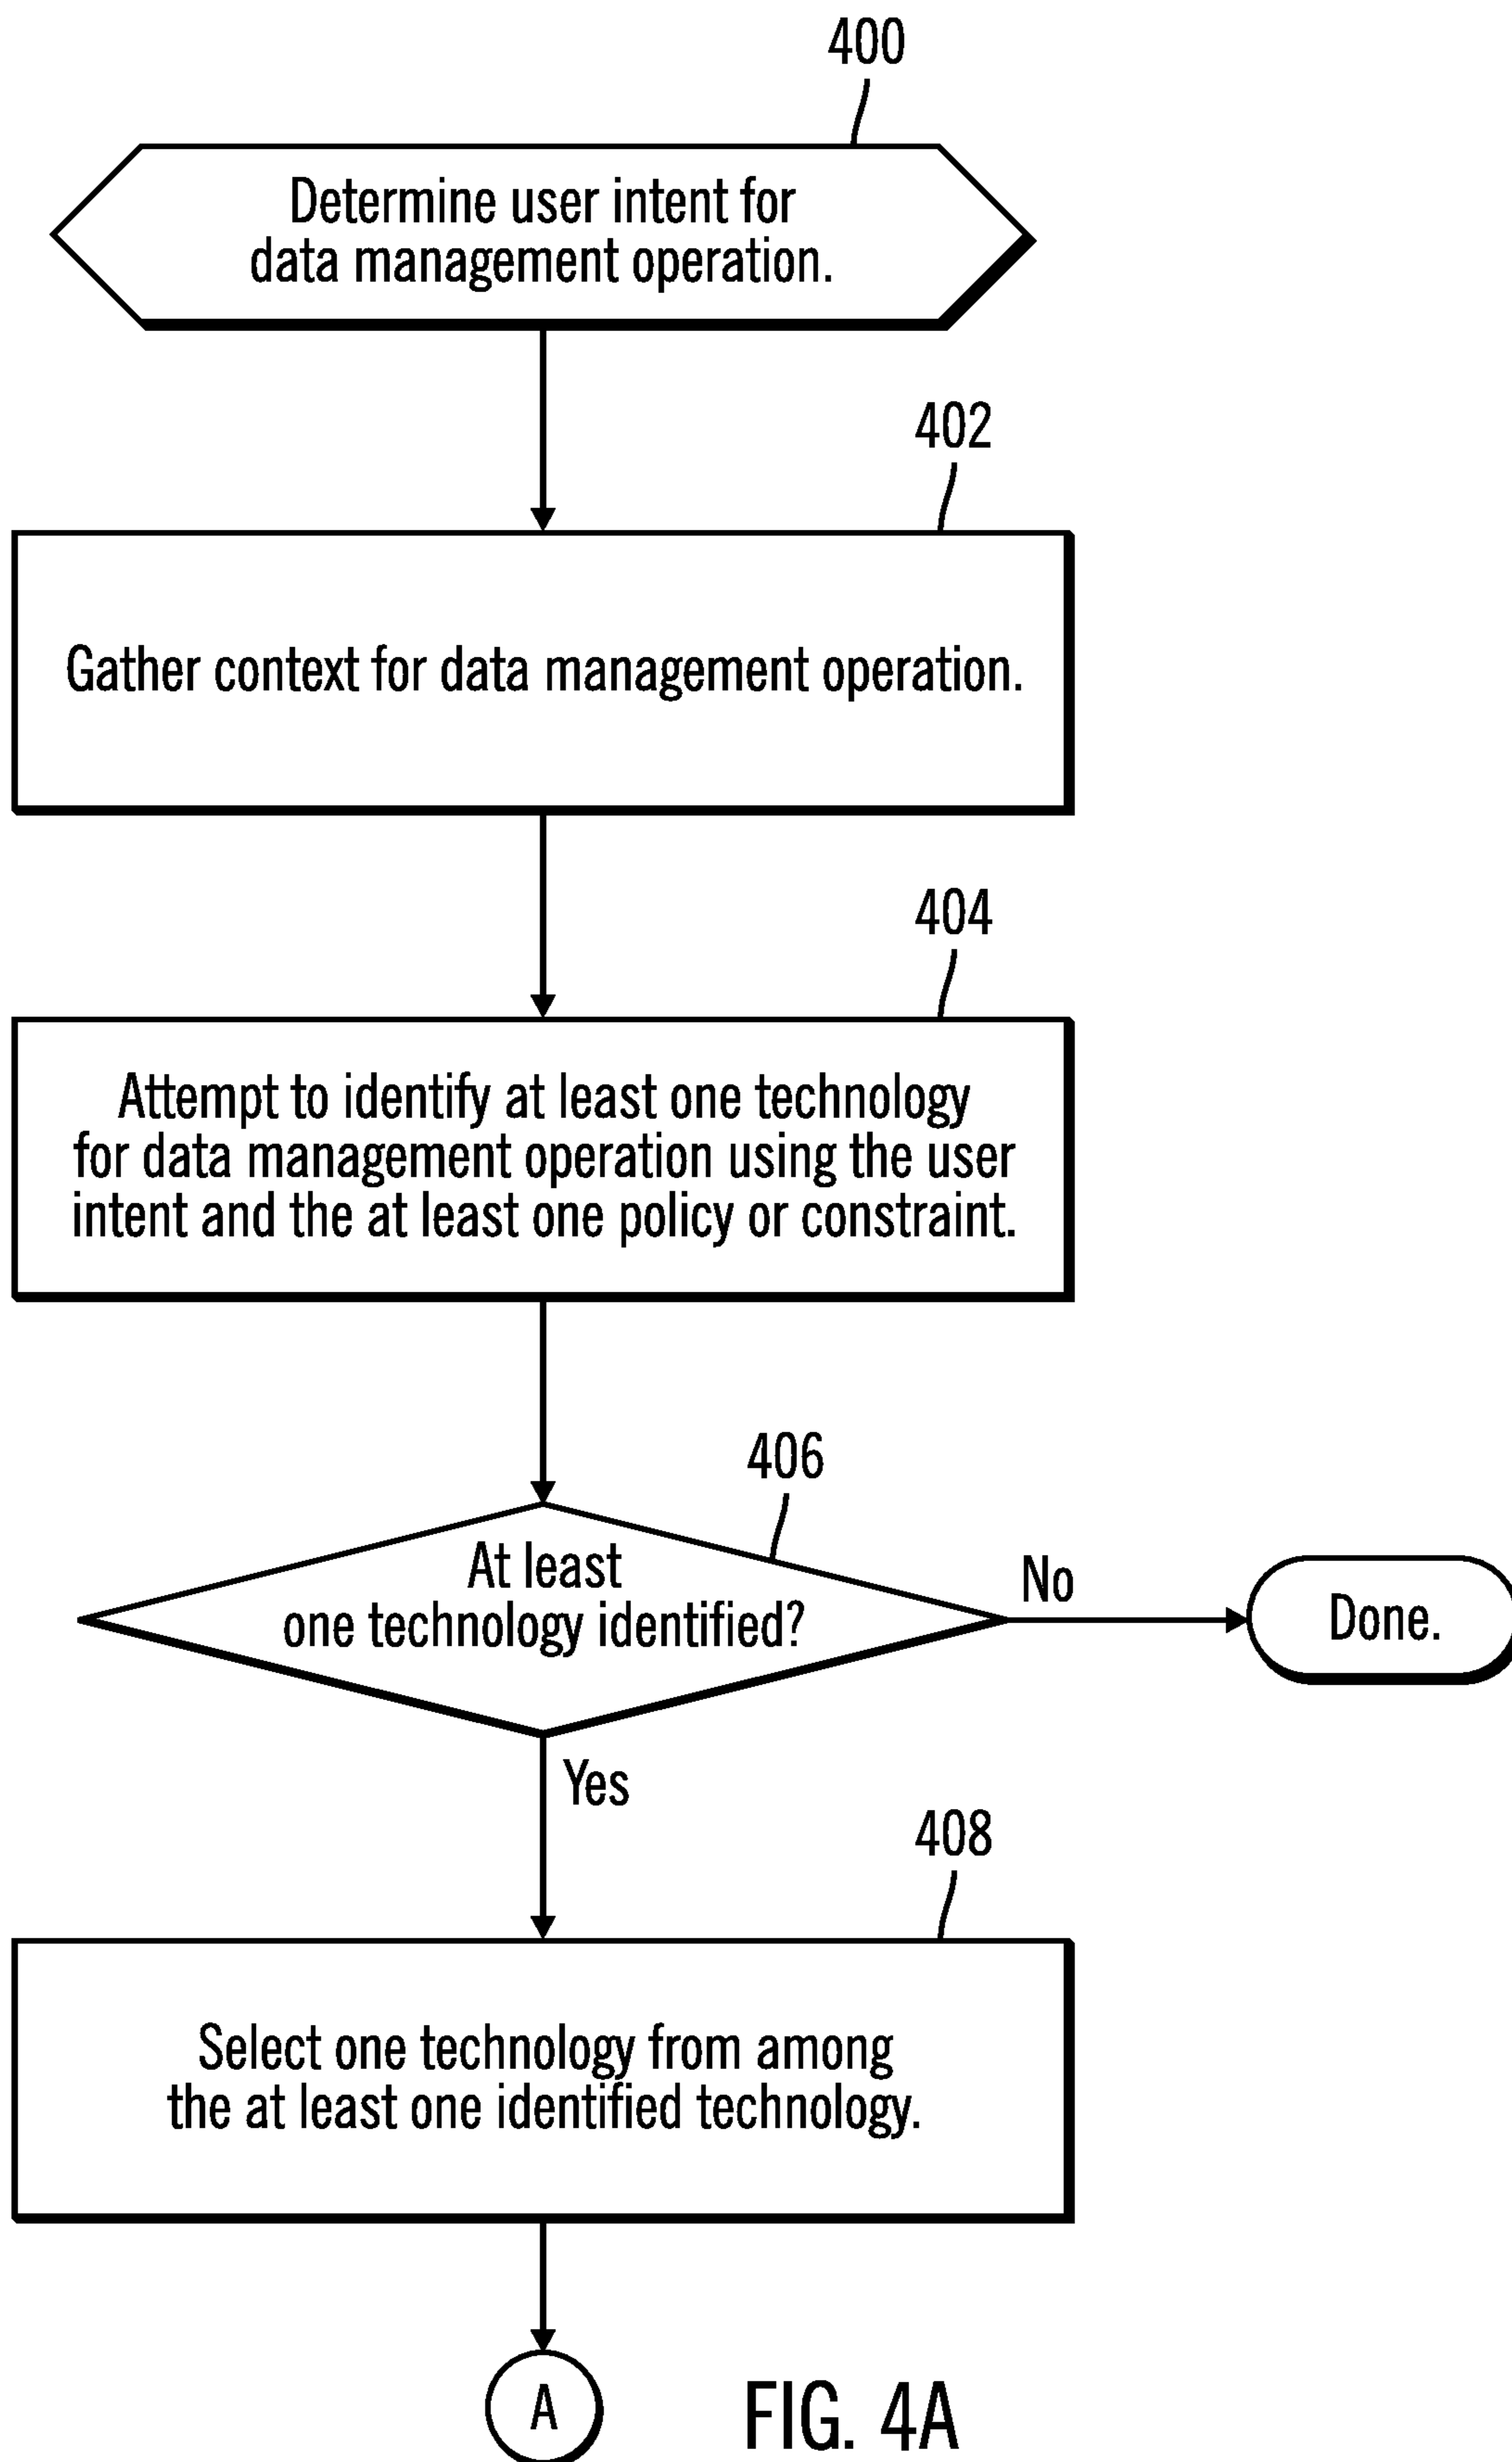 400
Determine user intent for
data management operation.
402
Gather context for data management operation.
404
Attempt to identify at least one technology
for data management operation using the user
intent and the at least one policy or constraint.
406
At least
one technology identified?
No
Done.
Yes
408
Select one technology from among
the at least one identified technology.
A
FIG. 4A